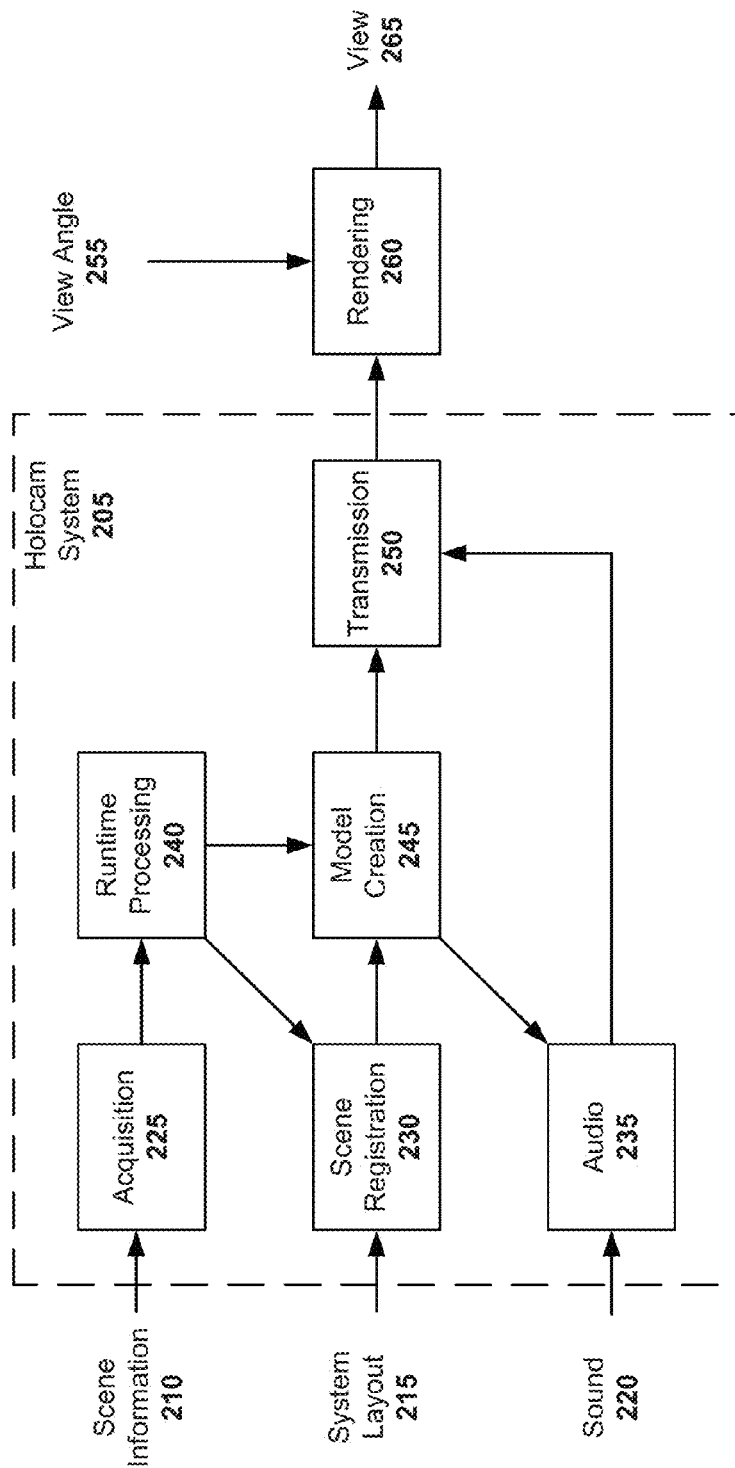 Holocam
System
205
Scene
Information
210
Acquisition
225
Runtime
Processing
240
System
Layout
215
Scene
Registration
230
Model
Creation
245
Transmission
250
View Angle
255
Rendering
260
View
265
Sound
220
Audio
235